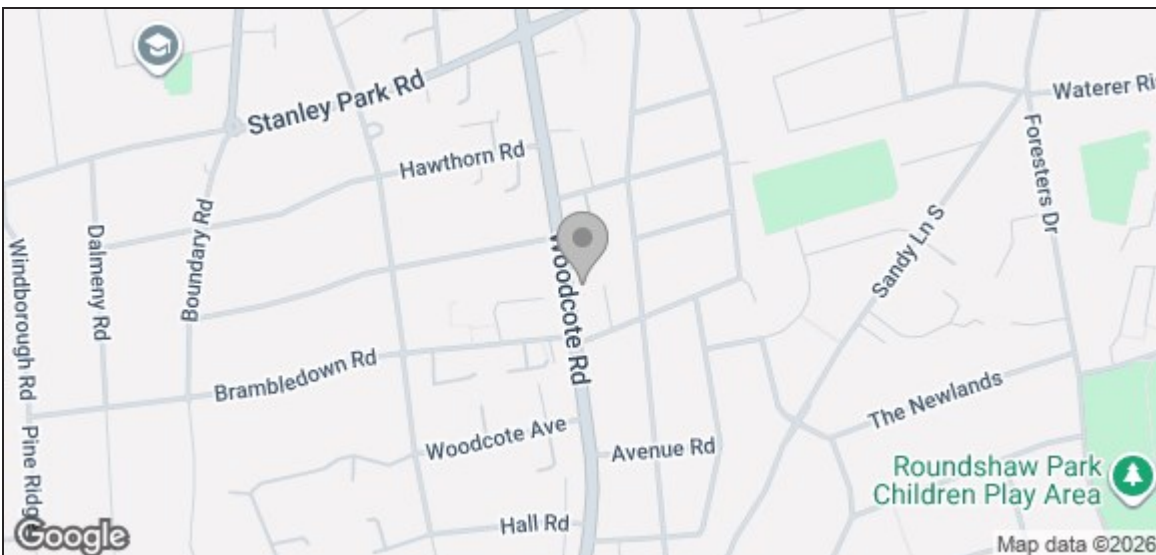 Stanley Park Rd
Waterer Ri
Hawthorn Rd
Foresters Dr
Boundary Rd
Dalmeny Rd
Windborough Rd
Woodcote Rd
Sandy Ln S
Brambledown Rd
The Newlands
Pine Ridge
Woodcote Ave
Avenue Rd
Roundshaw Park
Children Play Area
Hall Rd
Google
Map data ©2026